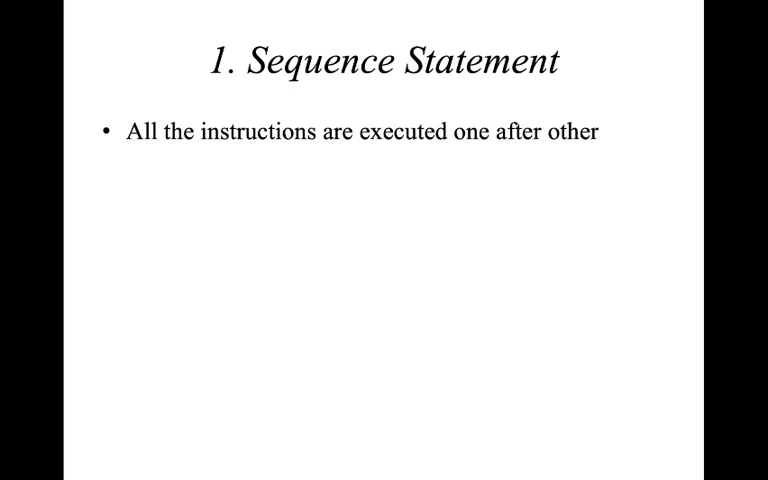 1. Sequence Statement
• All the instructions are executed one after other